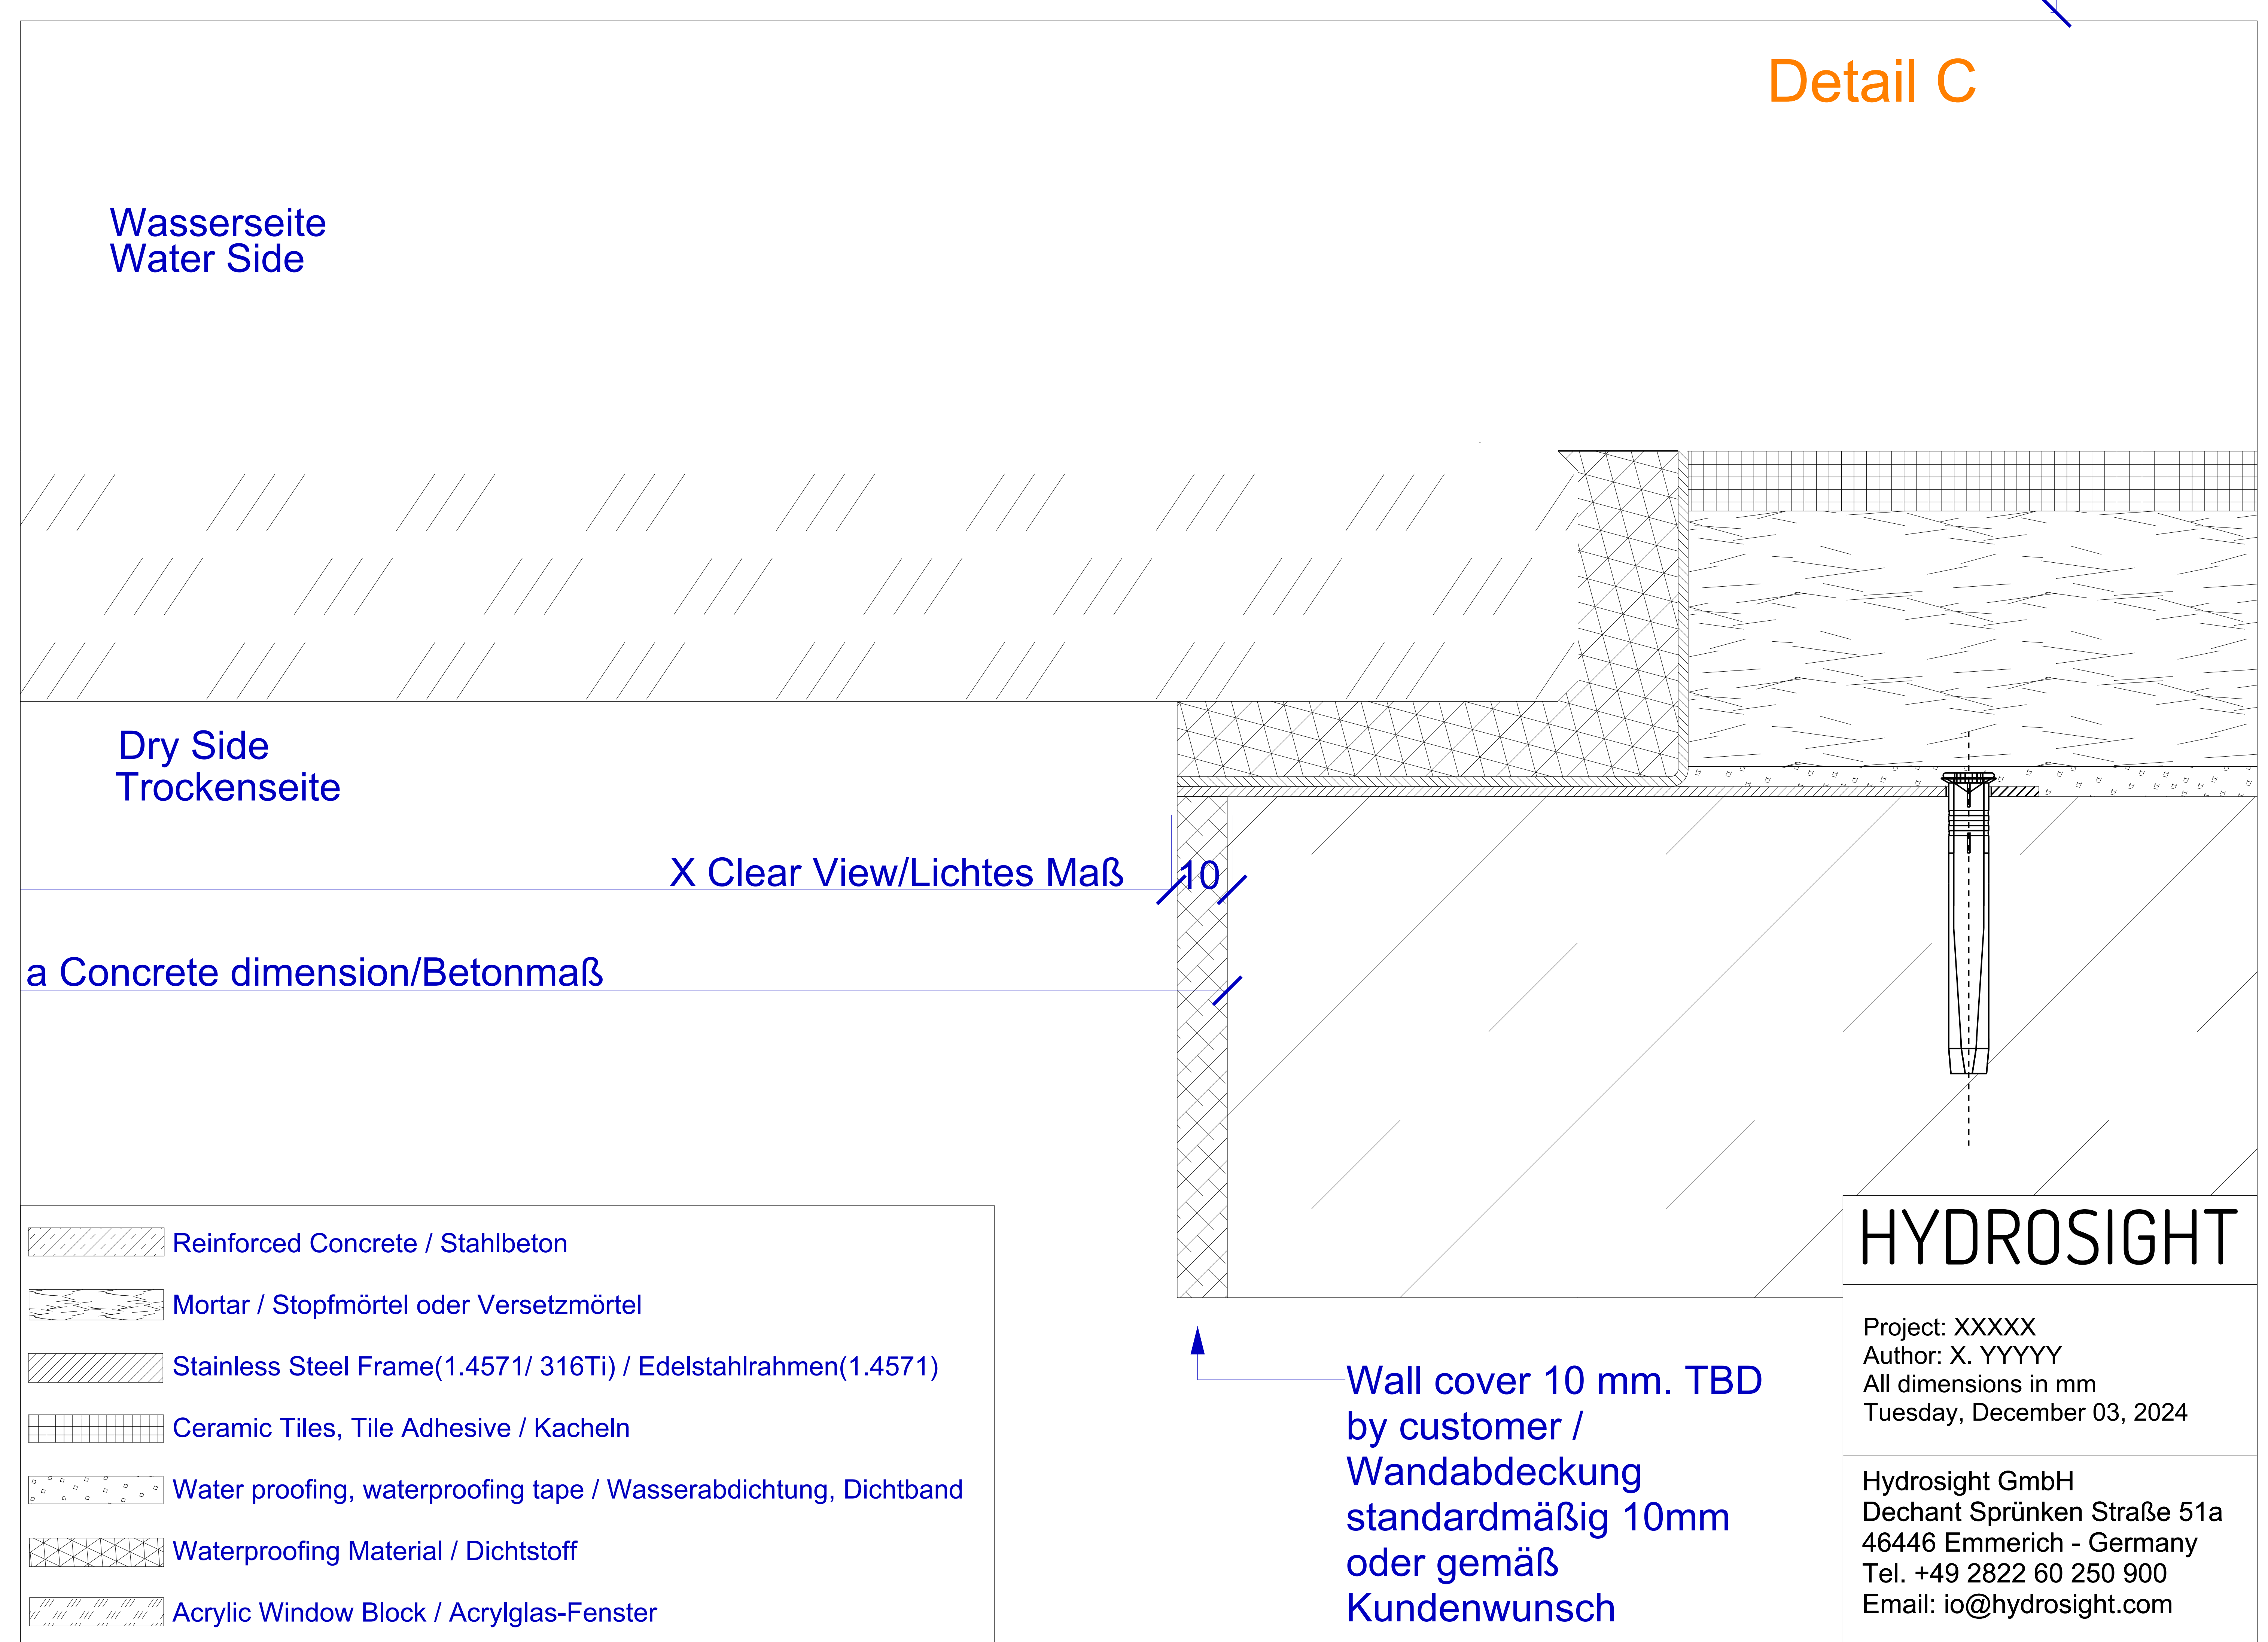 Detail C
Wasserseite
Water Side
Dry Side
Trockenseite
X Clear View/Lichtes Maß
10
a Concrete dimension/Betonmaß
Reinforced Concrete / Stahlbeton
Mortar / Stopfmörtel oder Versetzmörtel
Stainless Steel Frame(1.4571/ 316Ti) / Edelstahlrahmen(1.4571)
Ceramic Tiles, Tile Adhesive / Kacheln
Water proofing, waterproofing tape / Wasserabdichtung, Dichtband
Waterproofing Material / Dichtstoff
Acrylic Window Block / Acrylglas-Fenster
Wall cover 10 mm. TBD
by customer /
Wandabdeckung
standardmäßig 10mm
oder gemäß
Kundenwunsch
HYDROSIGHT
Project: XXXXX
Author: X. YYYYY
All dimensions in mm
Tuesday, December 03, 2024
Hydrosight GmbH
Dechant Sprünken Straße 51a
46446 Emmerich - Germany
Tel. +49 2822 60 250 900
Email: io@hydrosight.com